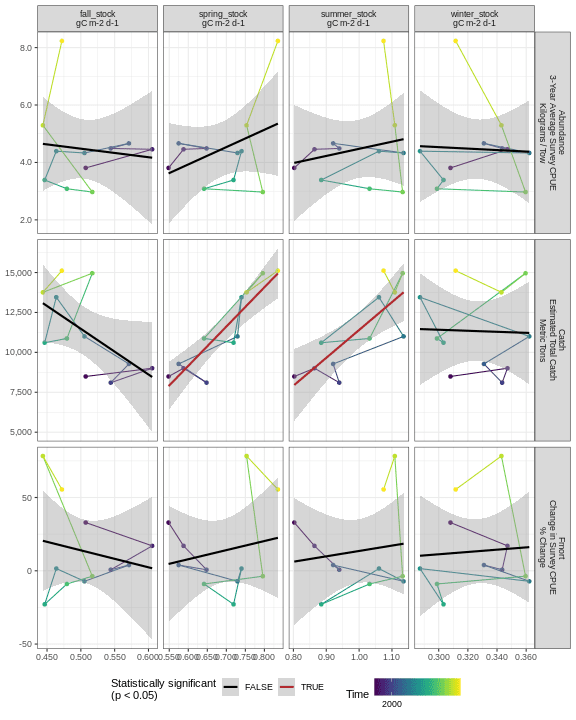 fall_stock
gC m-2 d-1
spring_stock
gC m-2 d-1
summer_stock
gC m-2 d-1
winter_stock
gC m-2 d-1
8.0
6.0
4.0
2.0
Abundance
3-Year Average Survey CPUE
Kilograms / Tow
15,000
12,500
10,000
7,500
5,000
Catch
Estimated Total Catch
Metric Tons
50
0
-50
Fmort
Change in Survey CPUE
% Change
0.450 0.500 0.550 0.600
0.550 0.600 0.650 0.700 0.750 0.800
0.80 0.90 1.00 1.10
0.300 0.320 0.340 0.360
Statistically significant
(p < 0.05)
FALSE TRUE
Time
2000